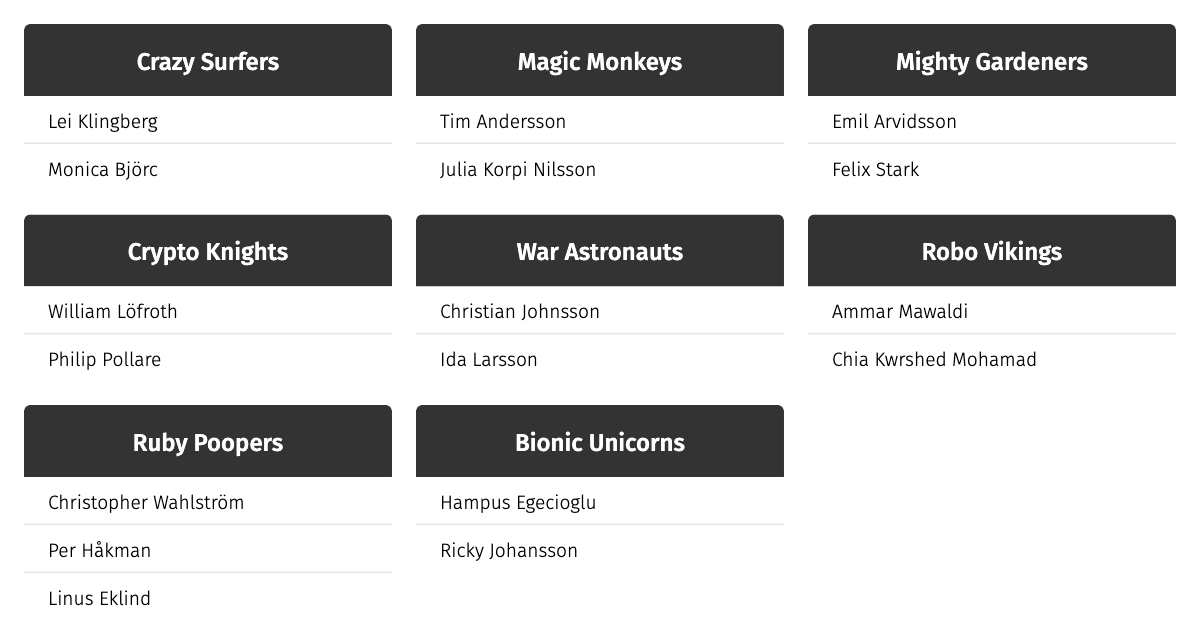 Crazy Surfers
Lei Klingberg
Monica Björc
Magic Monkeys
Tim Andersson
Julia Korpi Nilsson
Mighty Gardeners
Emil Arvidsson
Felix Stark
Crypto Knights
William Löfroth
Philip Pollare
War Astronauts
Christian Johnsson
Ida Larsson
Robo Vikings
Ammar Mawaldi
Chia Kwrshed Mohamad
Ruby Poopers
Christopher Wahlström
Per Håkman
Linus Eklind
Bionic Unicorns
Hampus Egecioglu
Ricky Johansson